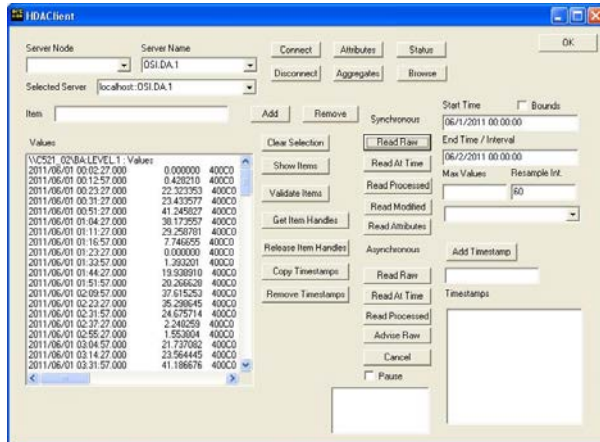 HDAClient
Server Node
Server Name
Connect
Attributes
Status
OK
OSI.DA.1
Disconnect
Aggregates
Browse
Selected Server
localhost::OSI.DA.1
Item
Add
Remove
Synchronous
Start Time
Bounds
06/1/2011 00:00:00
Values
Clear Selection
Read Raw
End Time / Interval
06/2/2011 00:00:00
\\C521_02\BA:LEVEL.1 : Values
2011/06/01 00:02:27.000 0.000000 400C0
2011/06/01 00:12:57.000 0.428210 400C0
2011/06/01 00:23:27.000 22.323353 400C0
2011/06/01 00:31:27.000 23.433577 400C0
2011/06/01 00:51:27.000 41.245827 400C0
2011/06/01 01:04:27.000 38.173557 400C0
2011/06/01 01:11:27.000 29.258781 400C0
2011/06/01 01:16:57.000 7.746655 400C0
2011/06/01 01:23:27.000 0.000000 400C0
2011/06/01 01:33:57.000 1.393201 400C0
2011/06/01 01:44:27.000 19.938910 400C0
2011/06/01 01:51:57.000 20.266628 400C0
2011/06/01 02:09:57.000 37.615253 400C0
2011/06/01 02:23:27.000 35.298645 400C0
2011/06/01 02:31:57.000 24.675714 400C0
2011/06/01 02:37:27.000 2.248259 400C0
2011/06/01 02:55:27.000 1.553804 400C0
2011/06/01 03:04:57.000 21.737082 400C0
2011/06/01 03:14:27.000 23.564445 400C0
2011/06/01 03:31:57.000 41.186676 400C0
Show Items
Read At Time
Max Values
Resample Int.
Validate Items
Read Processed
60
Get Item Handles
Read Modified
Read Attributes
Release Item Handles
Asynchronous
Add Timestamp
Copy Timestamps
Read Raw
Remove Timestamps
Read At Time
Timestamps
Read Processed
Advise Raw
Cancel
Pause